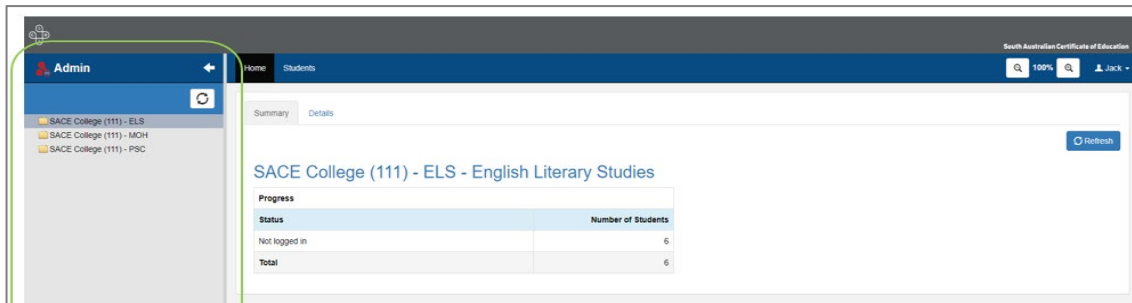 South Australian Certificate of Education
Admin
Home Students
100%
Jack
SACE College (111) - ELS
SACE College (111) - MOH
SACE College (111) - PSC
Summary Details
Refresh
SACE College (111) - ELS - English Literary Studies
Progress
Status Number of Students
Not logged in 6
Total 6